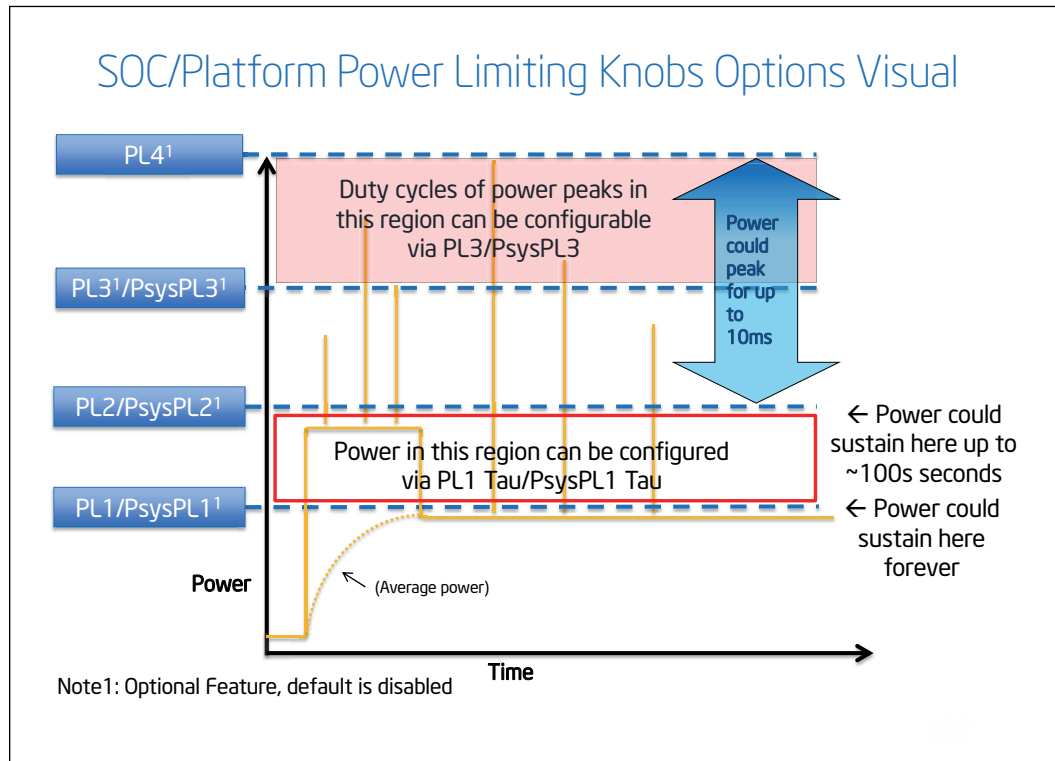 SOC/Platform Power Limiting Knobs Options Visual
PL4¹
Duty cycles of power peaks in
this region can be configurable
via PL3/PsysPL3
Power
could
peak
for up
to
10ms
PL3¹/PsysPL3¹
PL2/PsysPL2¹
← Power could
sustain here up to
~100s seconds
Power in this region can be configured
via PL1 Tau/PsysPL1 Tau
PL1/PsysPL1¹
← Power could
sustain here
forever
Power
(Average power)
Time
Note1: Optional Feature, default is disabled